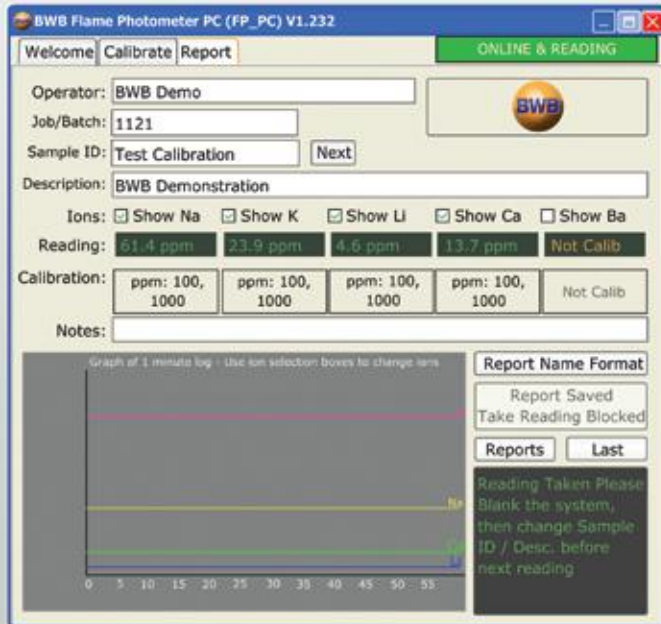 BWB Flame Photometer PC (FP_PC) V1.232
Welcome Calibrate Report ONLINE & READING
Operator: BWB Demo
BWB
Job/Batch: 1121
Sample ID: Test Calibration Next
Description: BWB Demonstration
Ions: Show Na Show K Show Li Show Ca Show Ba
Reading: 61.4 ppm 23.9 ppm 4.6 ppm 13.7 ppm Not Calib
Calibration: ppm: 100, 1000 ppm: 100, 1000 ppm: 100, 1000 ppm: 100, 1000 Not Calib
Notes:
Graph of 1 minute log - Use ion selection boxes to change ions
Na
0 5 10 15 20 25 30 35 40 45 50 55
Report Name Format
Report Saved
Take Reading Blocked
Reports Last
Reading Taken Please
Blank the system,
then change Sample
ID / Desc. before
next reading